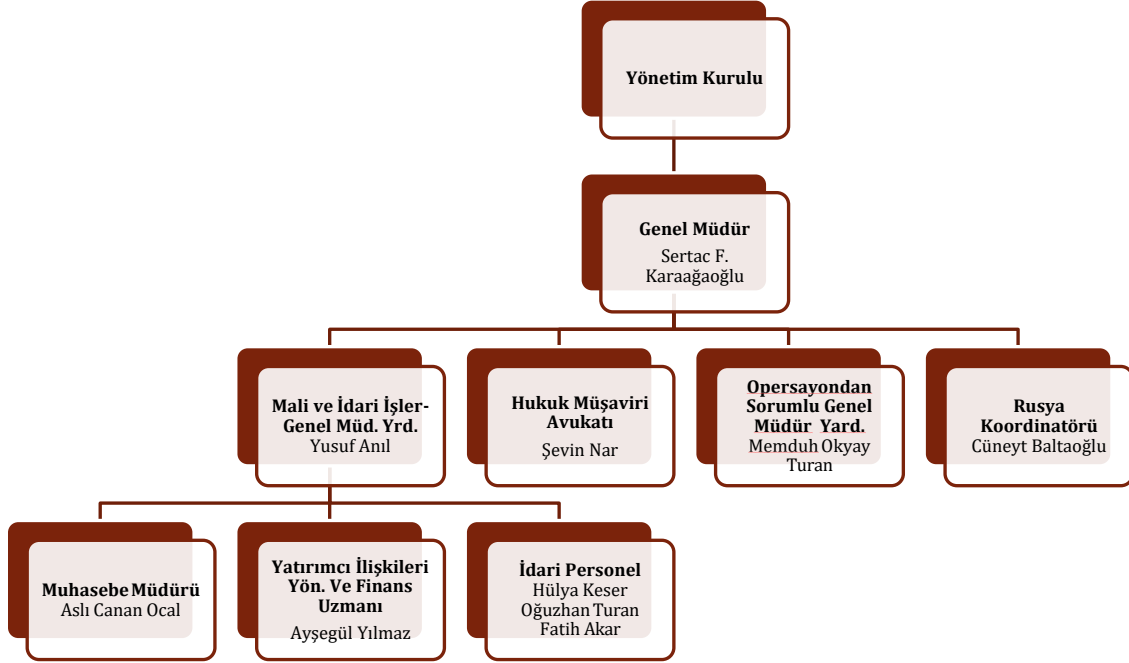 Yönetim Kurulu
Genel Müdür
Sertac F.
Karaağaoğlu
Mali ve İdari İşler-
Genel Müd. Yrd.
Yusuf Anıl
Hukuk Müşaviri
Avukatı
Şevin Nar
Opersayondan
Sorumlu Genel
Müdür Yard.
Memduh Okyay
Turan
Rusya
Koordinatörü
Cüneyt Baltaoğlu
Muhasebe Müdürü
Aslı Canan Ocal
Yatırımcı İlişkileri
Yön. Ve Finans
Uzmanı
Ayşegül Yılmaz
İdari Personel
Hülya Keser
Oğuzhan Turan
Fatih Akar